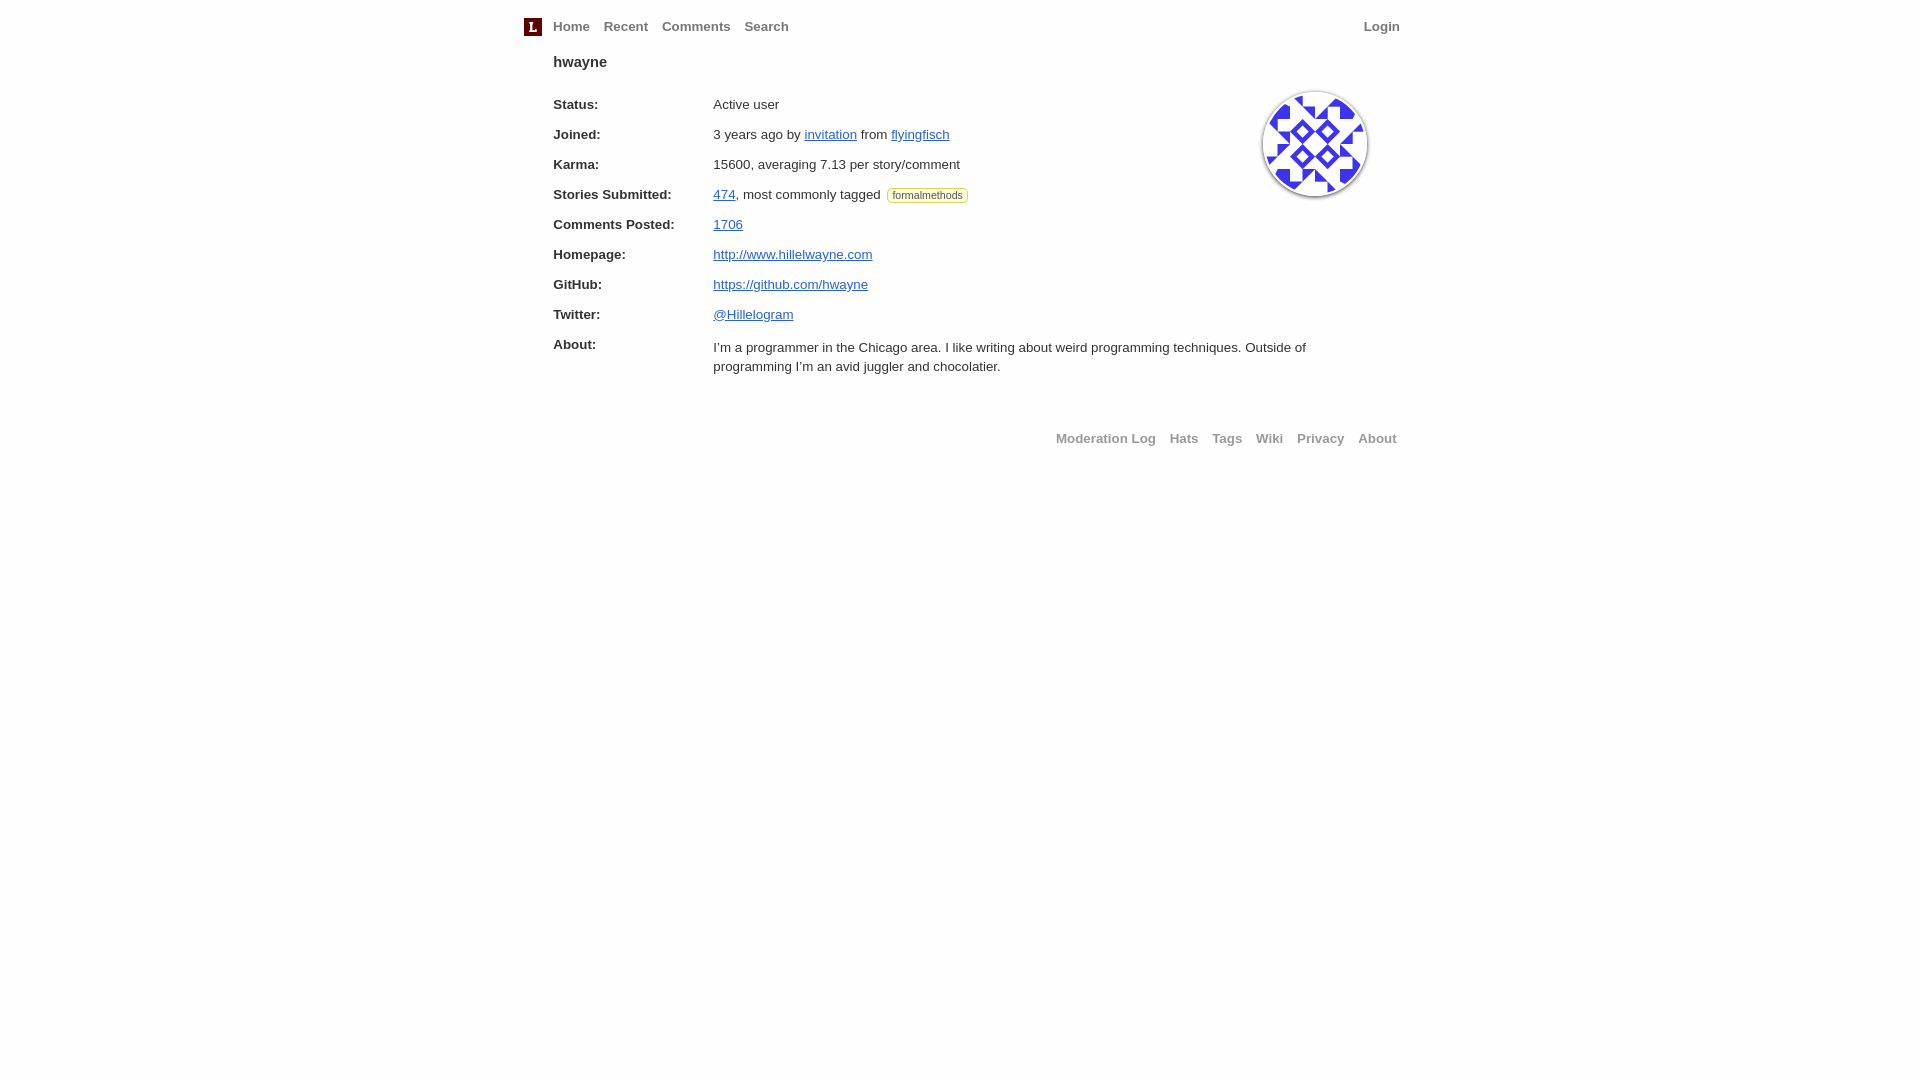 L Home Recent Comments Search Login
hwayne
Status: Active user
Joined: 3 years ago by invitation from flyingfisch
Karma: 15600, averaging 7.13 per story/comment
Stories Submitted: 474, most commonly tagged formalmethods
Comments Posted: 1706
Homepage: http://www.hillelwayne.com
GitHub: https://github.com/hwayne
Twitter: @Hillelogram
About: I’m a programmer in the Chicago area. I like writing about weird programming techniques. Outside of
programming I’m an avid juggler and chocolatier.
Moderation Log Hats Tags Wiki Privacy About